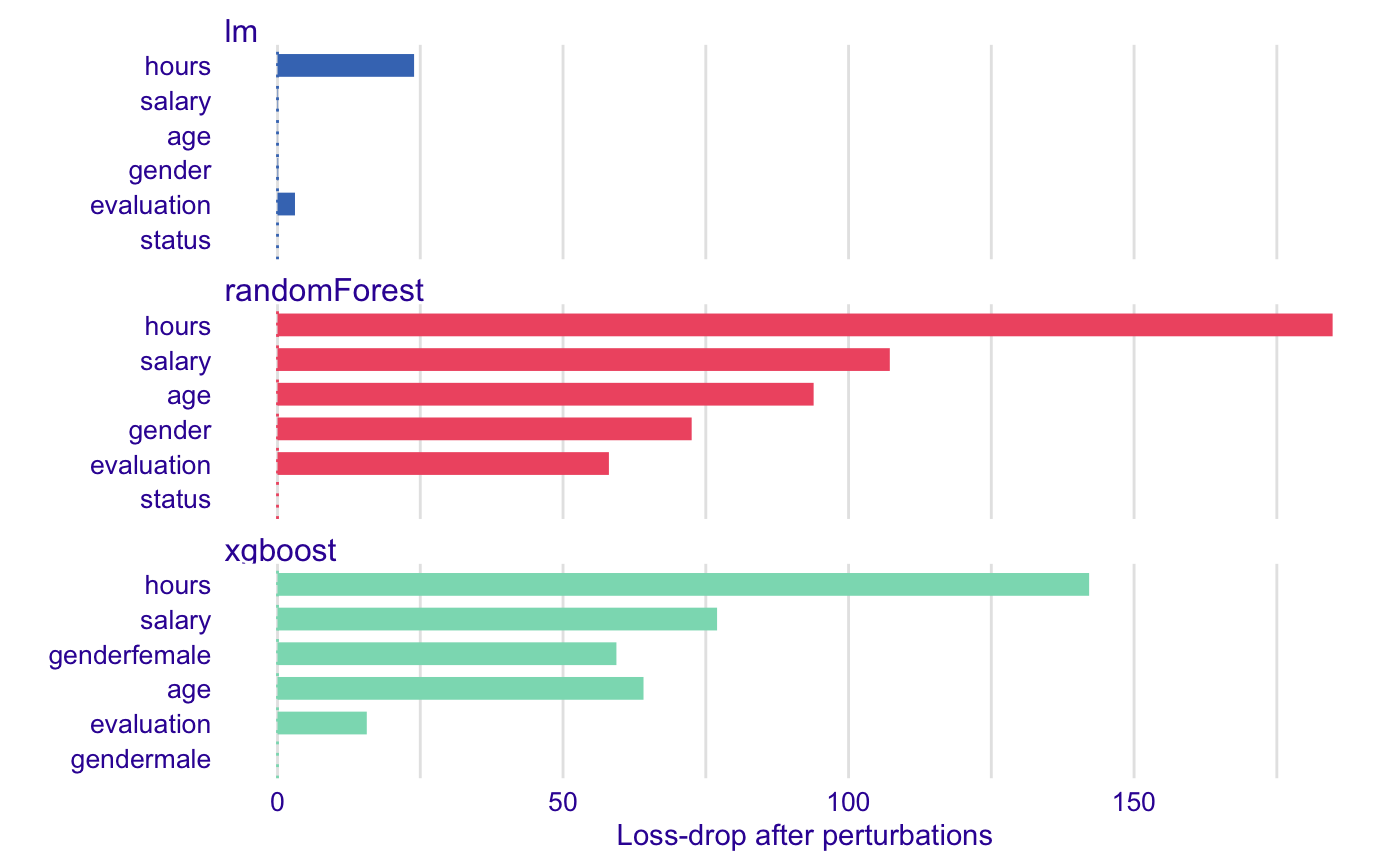 lm
hours
salary
age
gender
evaluation
status
randomForest
hours
salary
age
gender
evaluation
status
xgboost
hours
salary
genderfemale
age
evaluation
gendermale
0 50 100 150
Loss-drop after perturbations